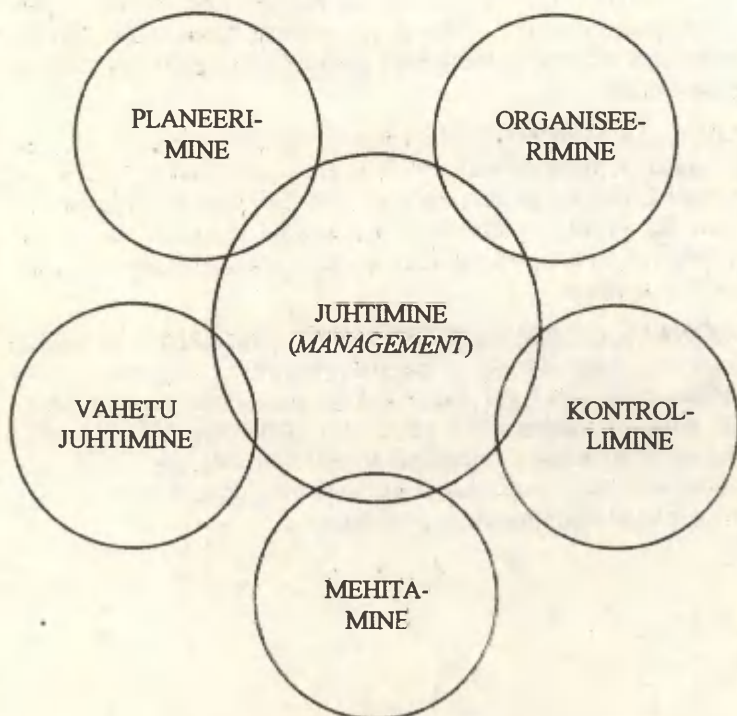 PLANEERI-
MINE
ORGANISEE-
RIMINE
JUHTIMINE
(MANAGEMENT)
VAHETU
JUHTIMINE
KONTROL-
LIMINE
MEHITA-
MINE